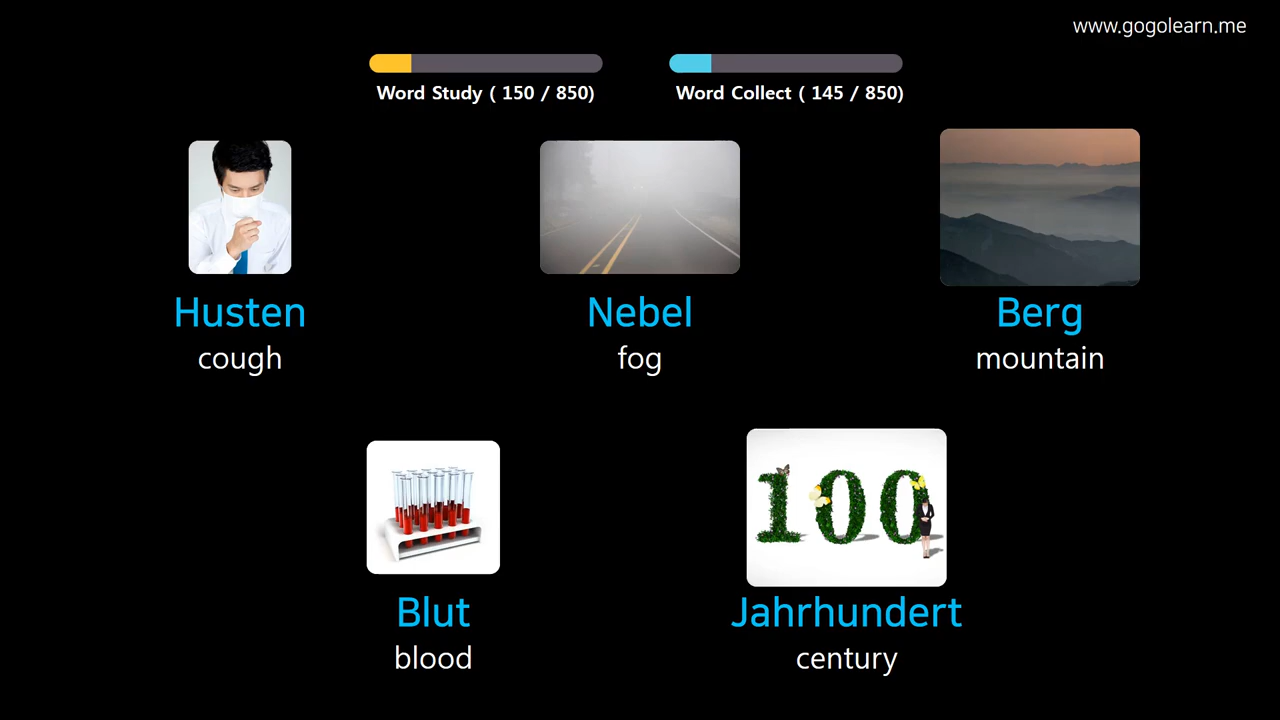 www.gogolearn.me
Word Study ( 150 / 850)
Word Collect ( 145 / 850)
Husten
cough
Nebel
fog
Berg
mountain
100
Blut
blood
Jahrhundert
century